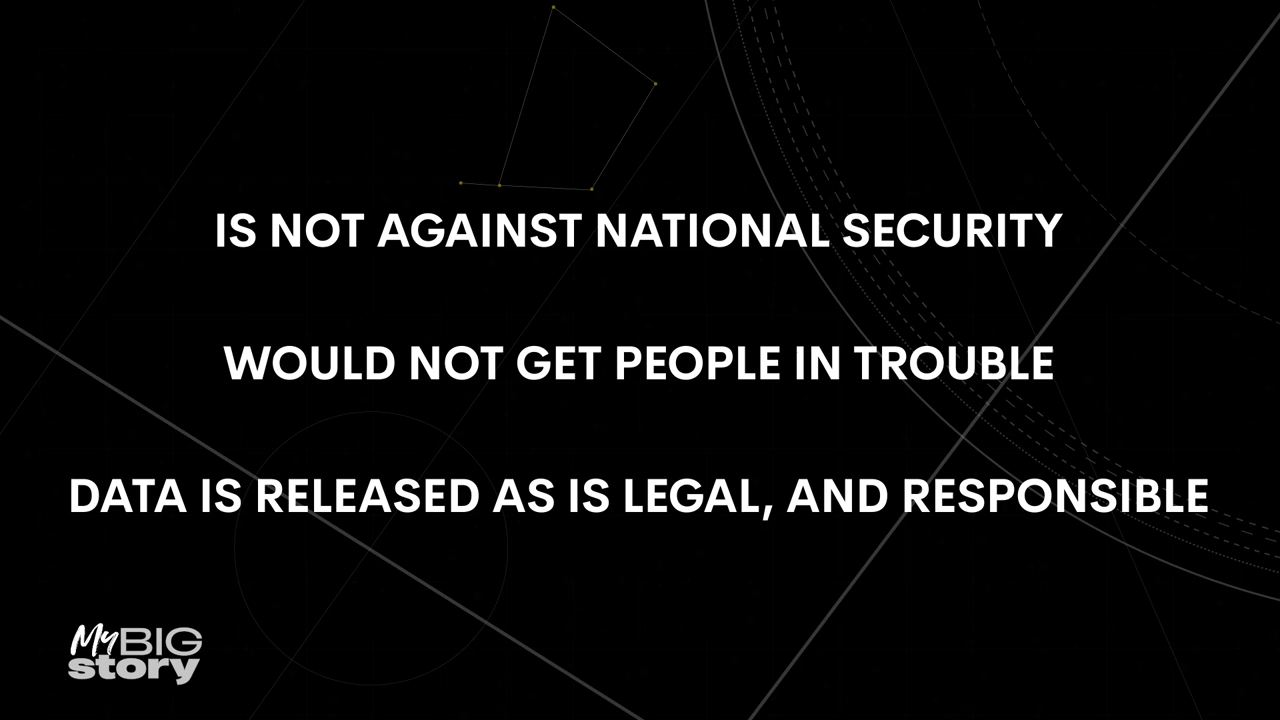 IS NOT AGAINST NATIONAL SECURITY
WOULD NOT GET PEOPLE IN TROUBLE
DATA IS RELEASED AS IS LEGAL, AND RESPONSIBLE
My BIG
story